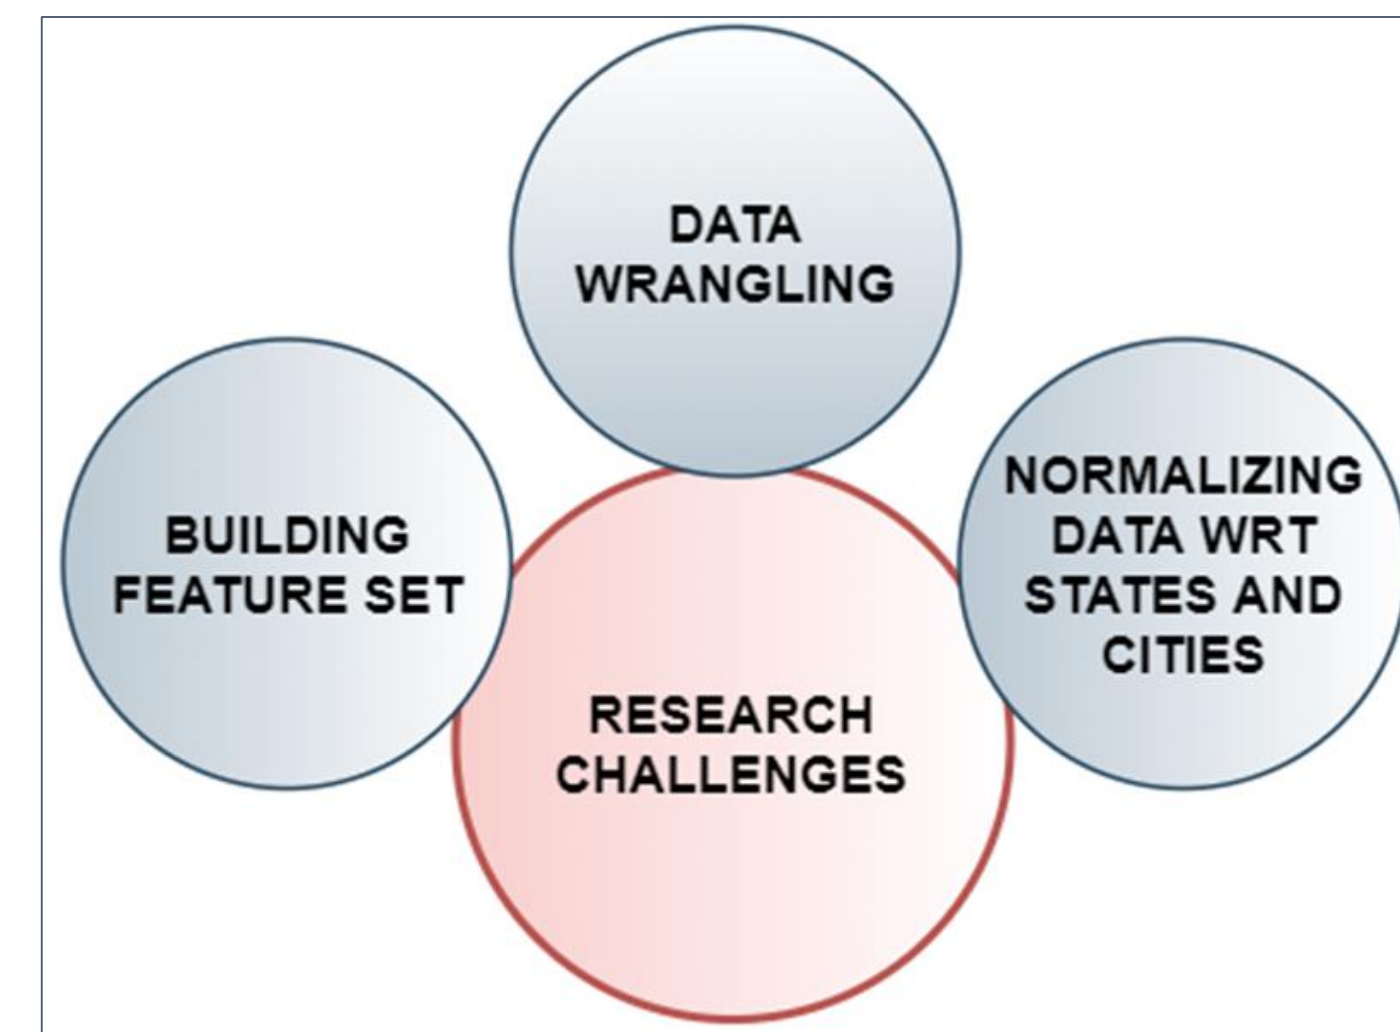 DATA
WRANGLING
BUILDING
FEATURE SET
NORMALIZING
DATA WRT
STATES AND
CITIES
RESEARCH
CHALLENGES